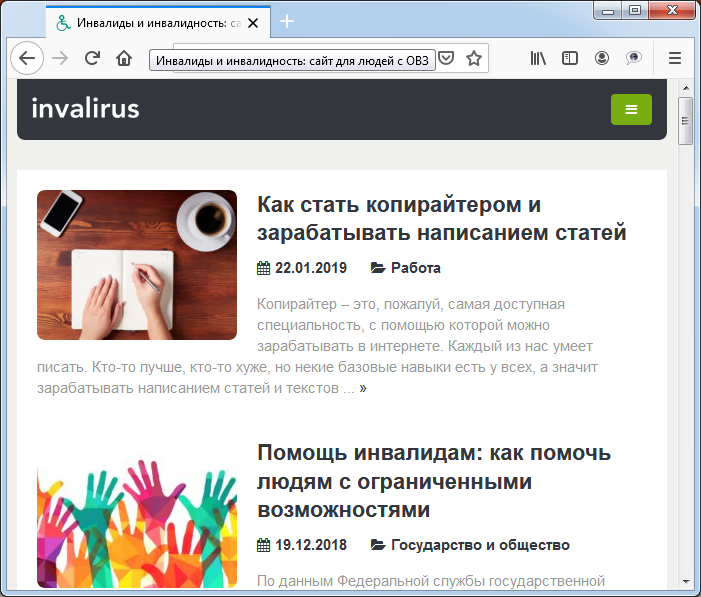 Инвалиды и инвалидность: са
Инвалиды и инвалидность: сайт для людей с ОВЗ
invalirus
Как стать копирайтером и
зарабатывать написанием статей
22.01.2019 Работа
Копирайтер – это, пожалуй, самая доступная
специальность, с помощью которой можно
зарабатывать в интернете. Каждый из нас умеет
писать. Кто-то лучше, кто-то хуже, но некие базовые навыки есть у всех, а значит
зарабатывать написанием статей и текстов ... »
Помощь инвалидам: как помочь
людям с ограниченными
возможностями
19.12.2018 Государство и общество
По данным Федеральной службы государственной